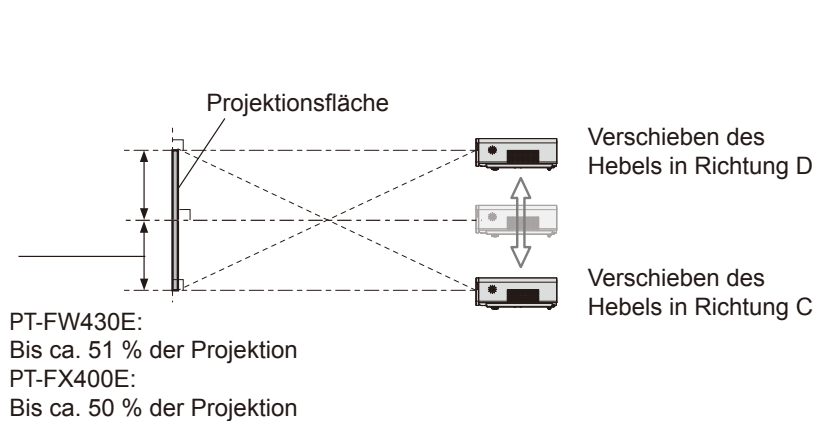 Projektionsfläche
Verschieben des
Hebels in Richtung D
Verschieben des
Hebels in Richtung C
PT-FW430E:
Bis ca. 51 % der Projektion
PT-FX400E:
Bis ca. 50 % der Projektion